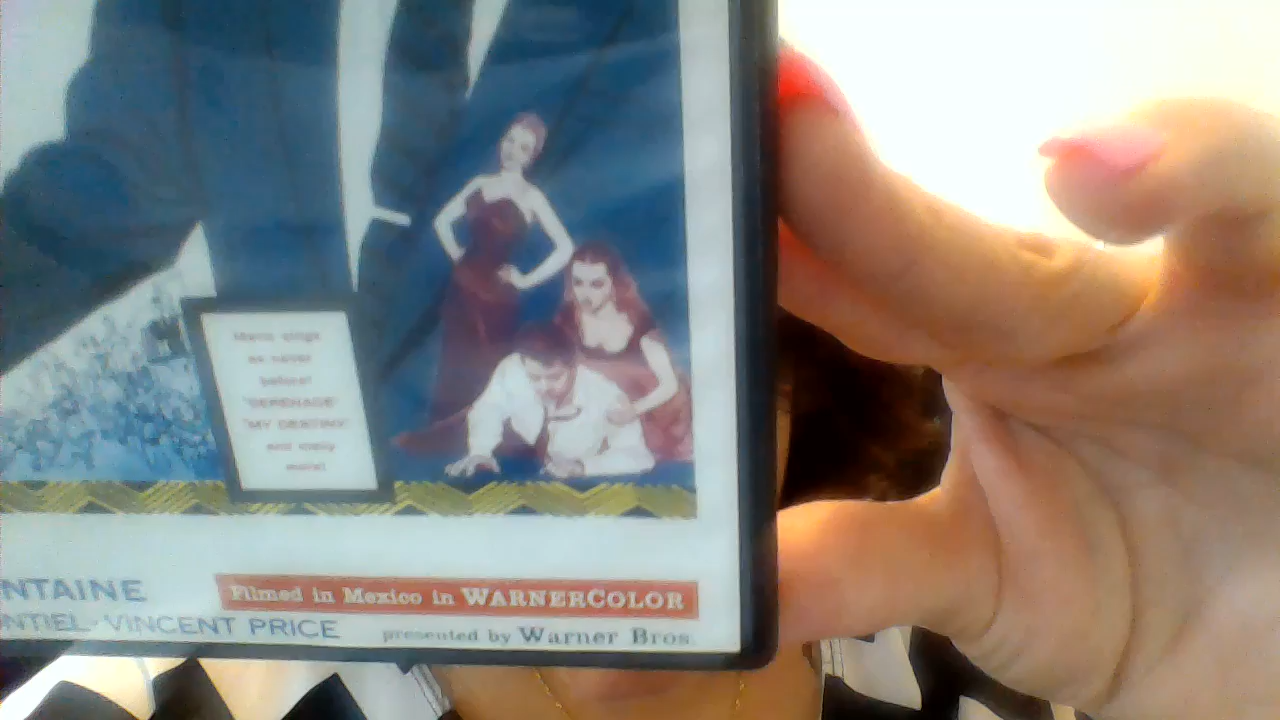 Mario sings
as never
before!
"SERENADE"
"MY DESTINY"
and many
more!
NTAINE
Filmed in Mexico in WARNERCOLOR
NTIEL·VINCENT PRICE
presented by Warner Bros.